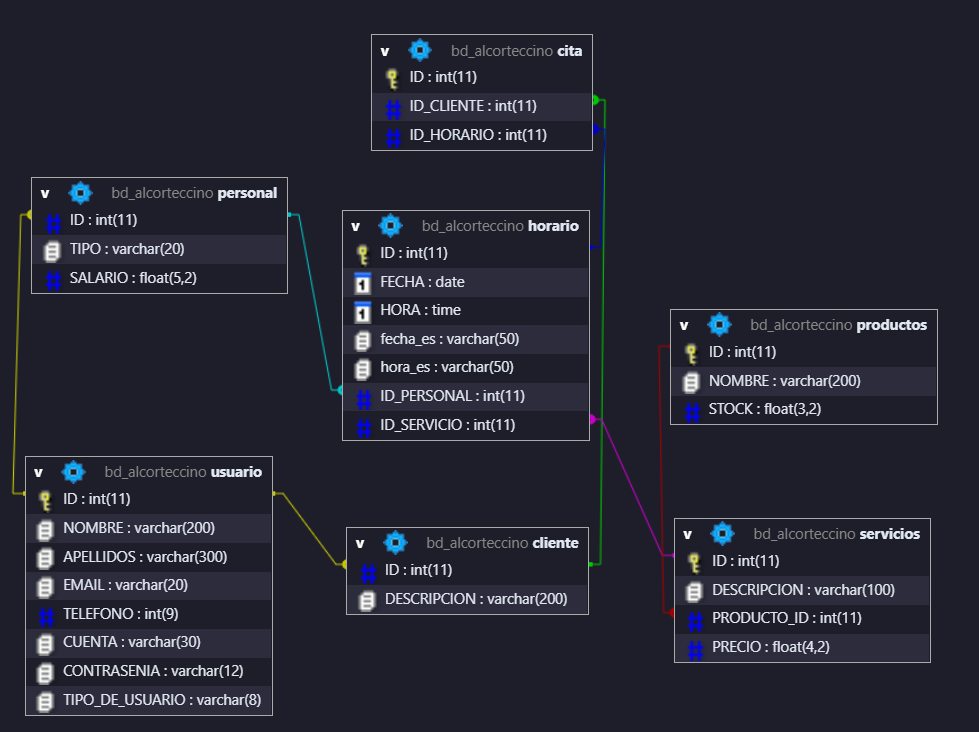 v bd_alcorteccino cita
ID : int(11)
ID_CLIENTE : int(11)
ID_HORARIO : int(11)
v bd_alcorteccino personal
ID : int(11)
TIPO : varchar(20)
SALARIO : float(5,2)
v bd_alcorteccino horario
ID : int(11)
FECHA : date
HORA : time
fecha_es : varchar(50)
hora_es : varchar(50)
ID_PERSONAL : int(11)
ID_SERVICIO : int(11)
v bd_alcorteccino productos
ID : int(11)
NOMBRE : varchar(200)
STOCK : float(3,2)
v bd_alcorteccino usuario
ID : int(11)
NOMBRE : varchar(200)
APELLIDOS : varchar(300)
EMAIL : varchar(20)
TELEFONO : int(9)
CUENTA : varchar(30)
CONTRASENIA : varchar(12)
TIPO_DE_USUARIO : varchar(8)
v bd_alcorteccino cliente
ID : int(11)
DESCRIPCION : varchar(200)
v bd_alcorteccino servicios
ID : int(11)
DESCRIPCION : varchar(100)
PRODUCTO_ID : int(11)
PRECIO : float(4,2)